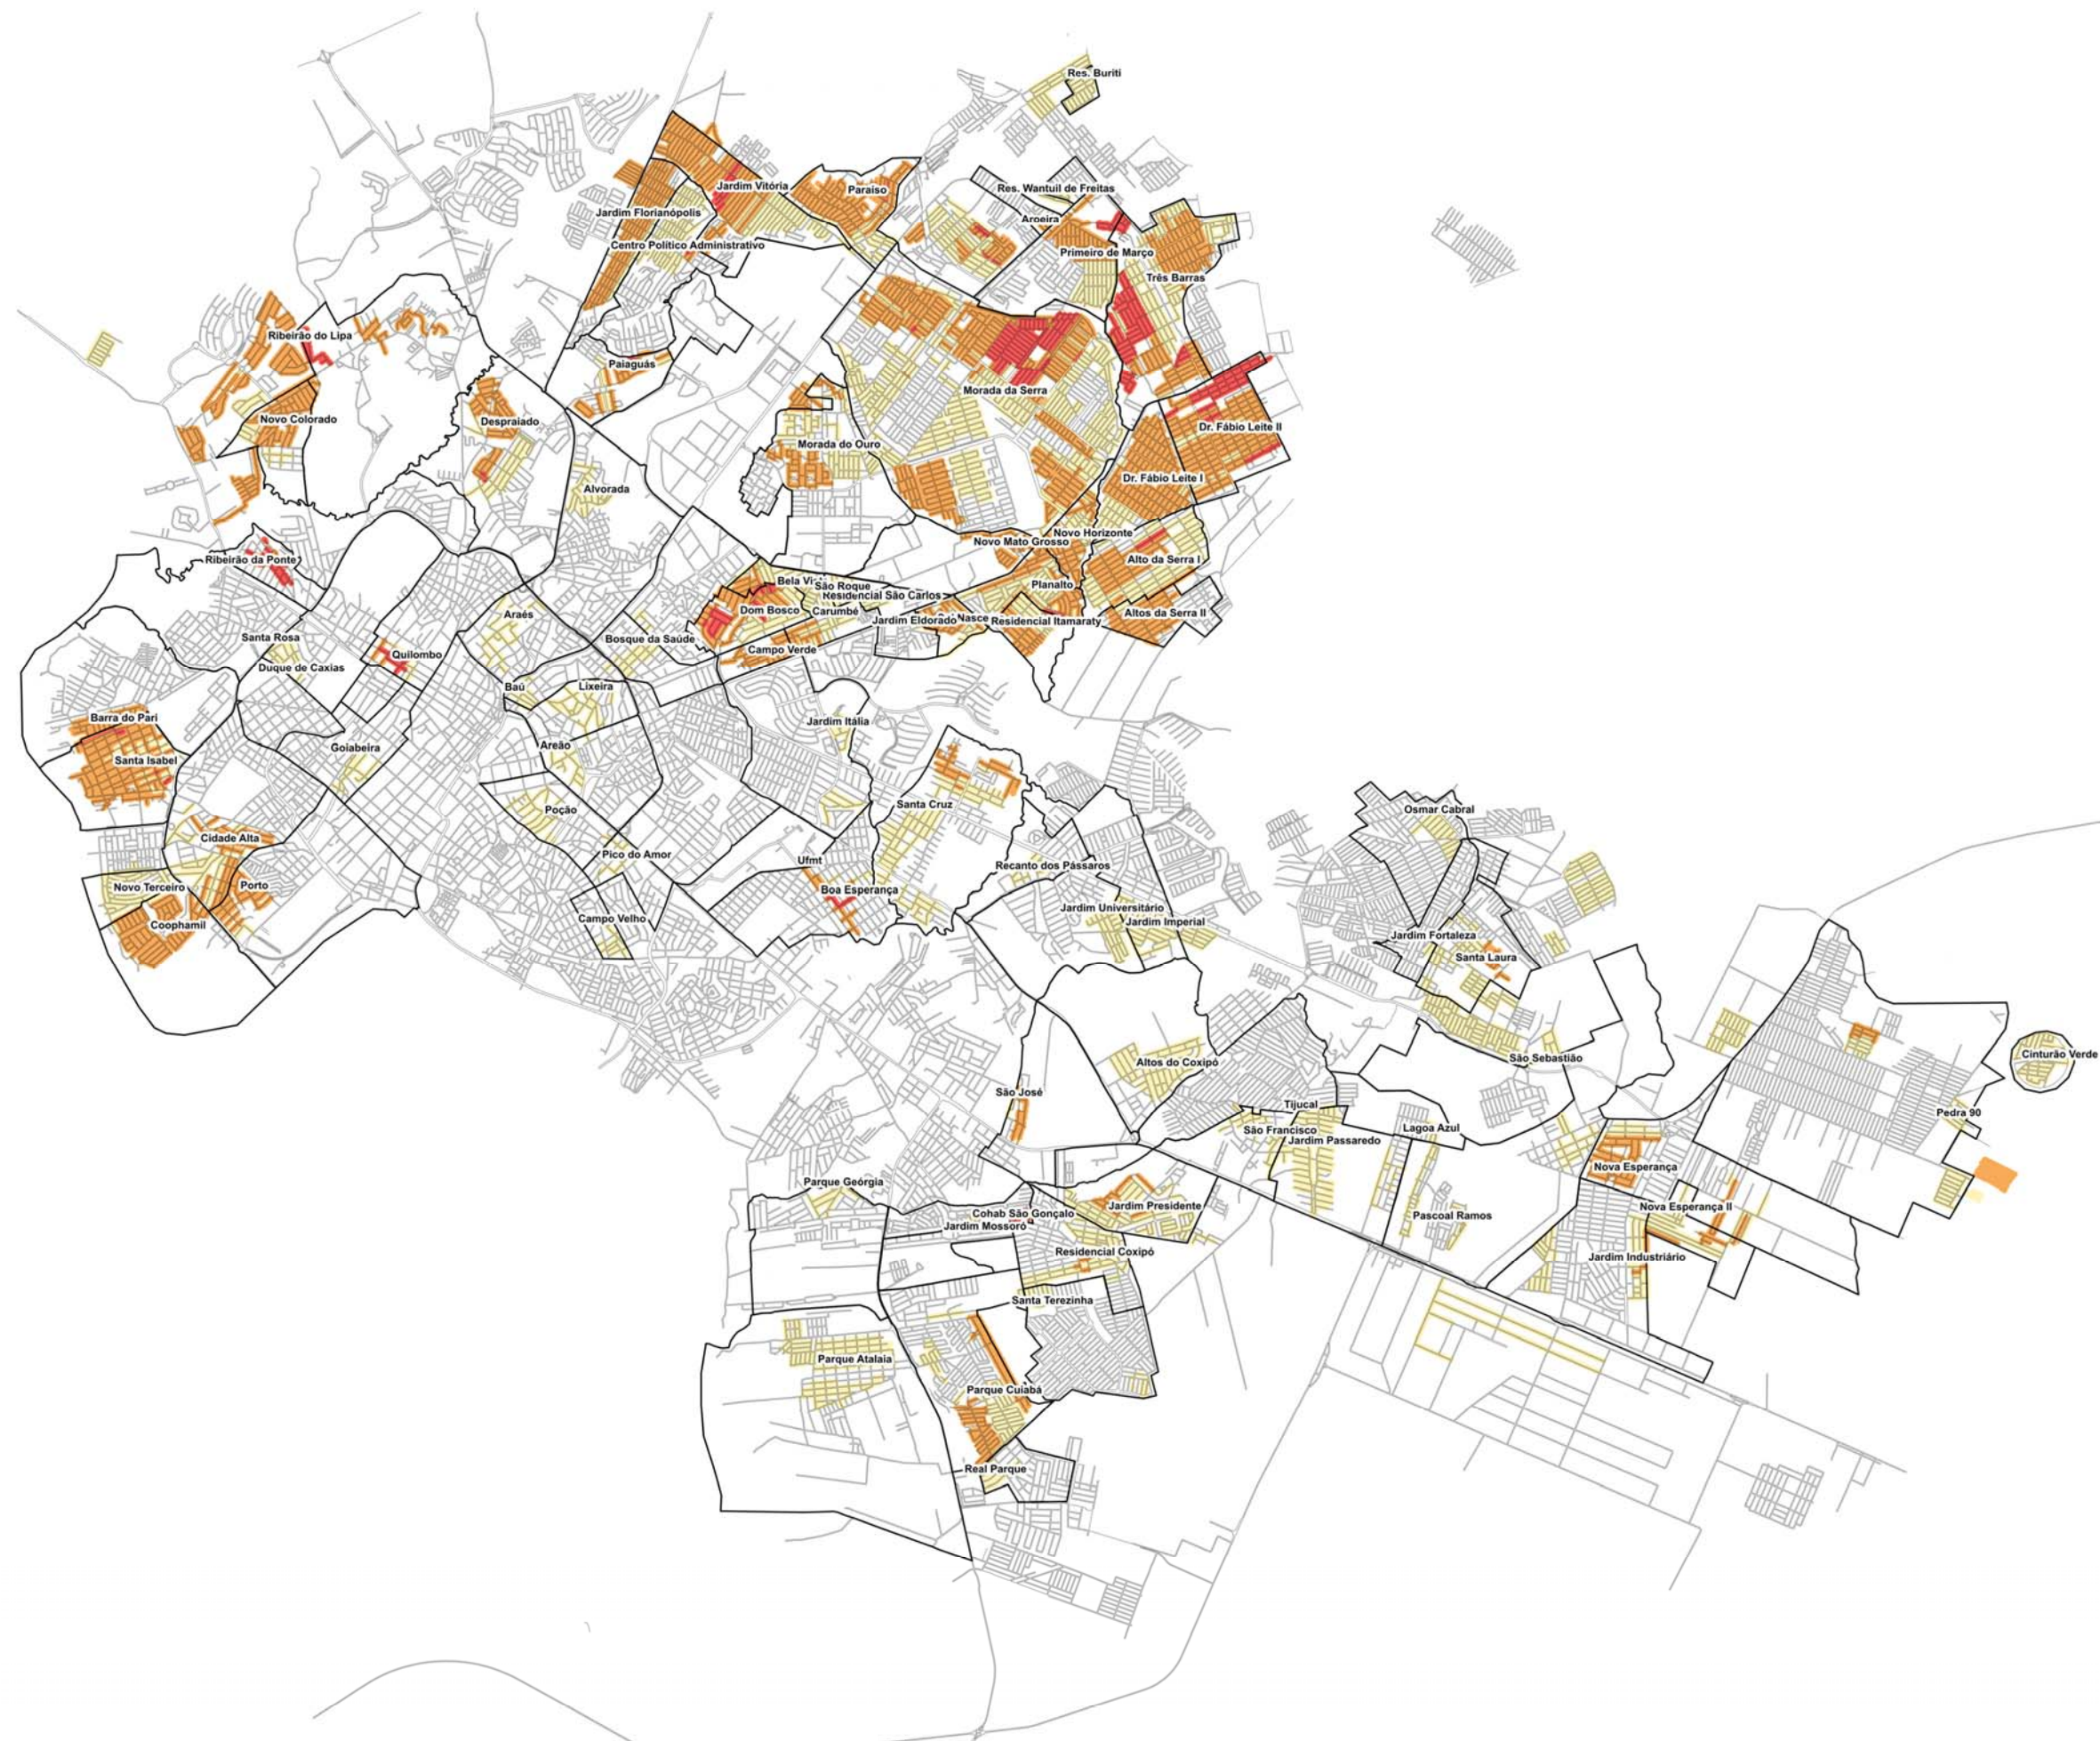 Res. Buriti
Jardim Vitória
Paraíso
Res. Wantuil de Freitas
Jardim Florianópolis
Aroeira
Centro Político Administrativo
Primeiro de Março
Três Barras
Ribeirão do Lipa
Paiaguás
Morada da Serra
Novo Colorado
Despraiado
Dr. Fábio Leite II
Morada do Ouro
Dr. Fábio Leite I
Alvorada
Novo Horizonte
Novo Mato Grosso
Ribeirão da Ponte
Alto da Serra I
Bela
São Roque
Planalto
Residencial São Carlos
Dom Bosco
Carumbé
Altos da Serra II
Araés
Jardim Eldorado
Nasce
Residencial Itamaraty
Santa Rosa
Bosque da Saúde
Campo Verde
Quilombo
Duque de Caxias
Baú
Lixeira
Barra do Pari
Jardim Itália
Goiabeira
Areão
Santa Isabel
Santa Cruz
Osmar Cabral
Poção
Cidade Alta
Pico do Amor
Ufmt
Recanto dos Pássaros
Novo Terceiro
Porto
Boa Esperança
Jardim Universitário
Campo Velho
Jardim Imperial
Coophamil
Jardim Fortaleza
Santa Laura
Cinturão Verde
São Sebastião
Altos do Coxipó
São José
Tijucal
Pedra 90
São Francisco
Lagoa Azul
Jardim Passaredo
Nova Esperança
Parque Geórgia
Jardim Presidente
Nova Esperança II
Cohab São Gonçalo
Pascoal Ramos
Jardim Mossoró
Residencial Coxipó
Jardim Industriário
Santa Terezinha
Parque Atalaia
Parque Cuiabá
Real Parque